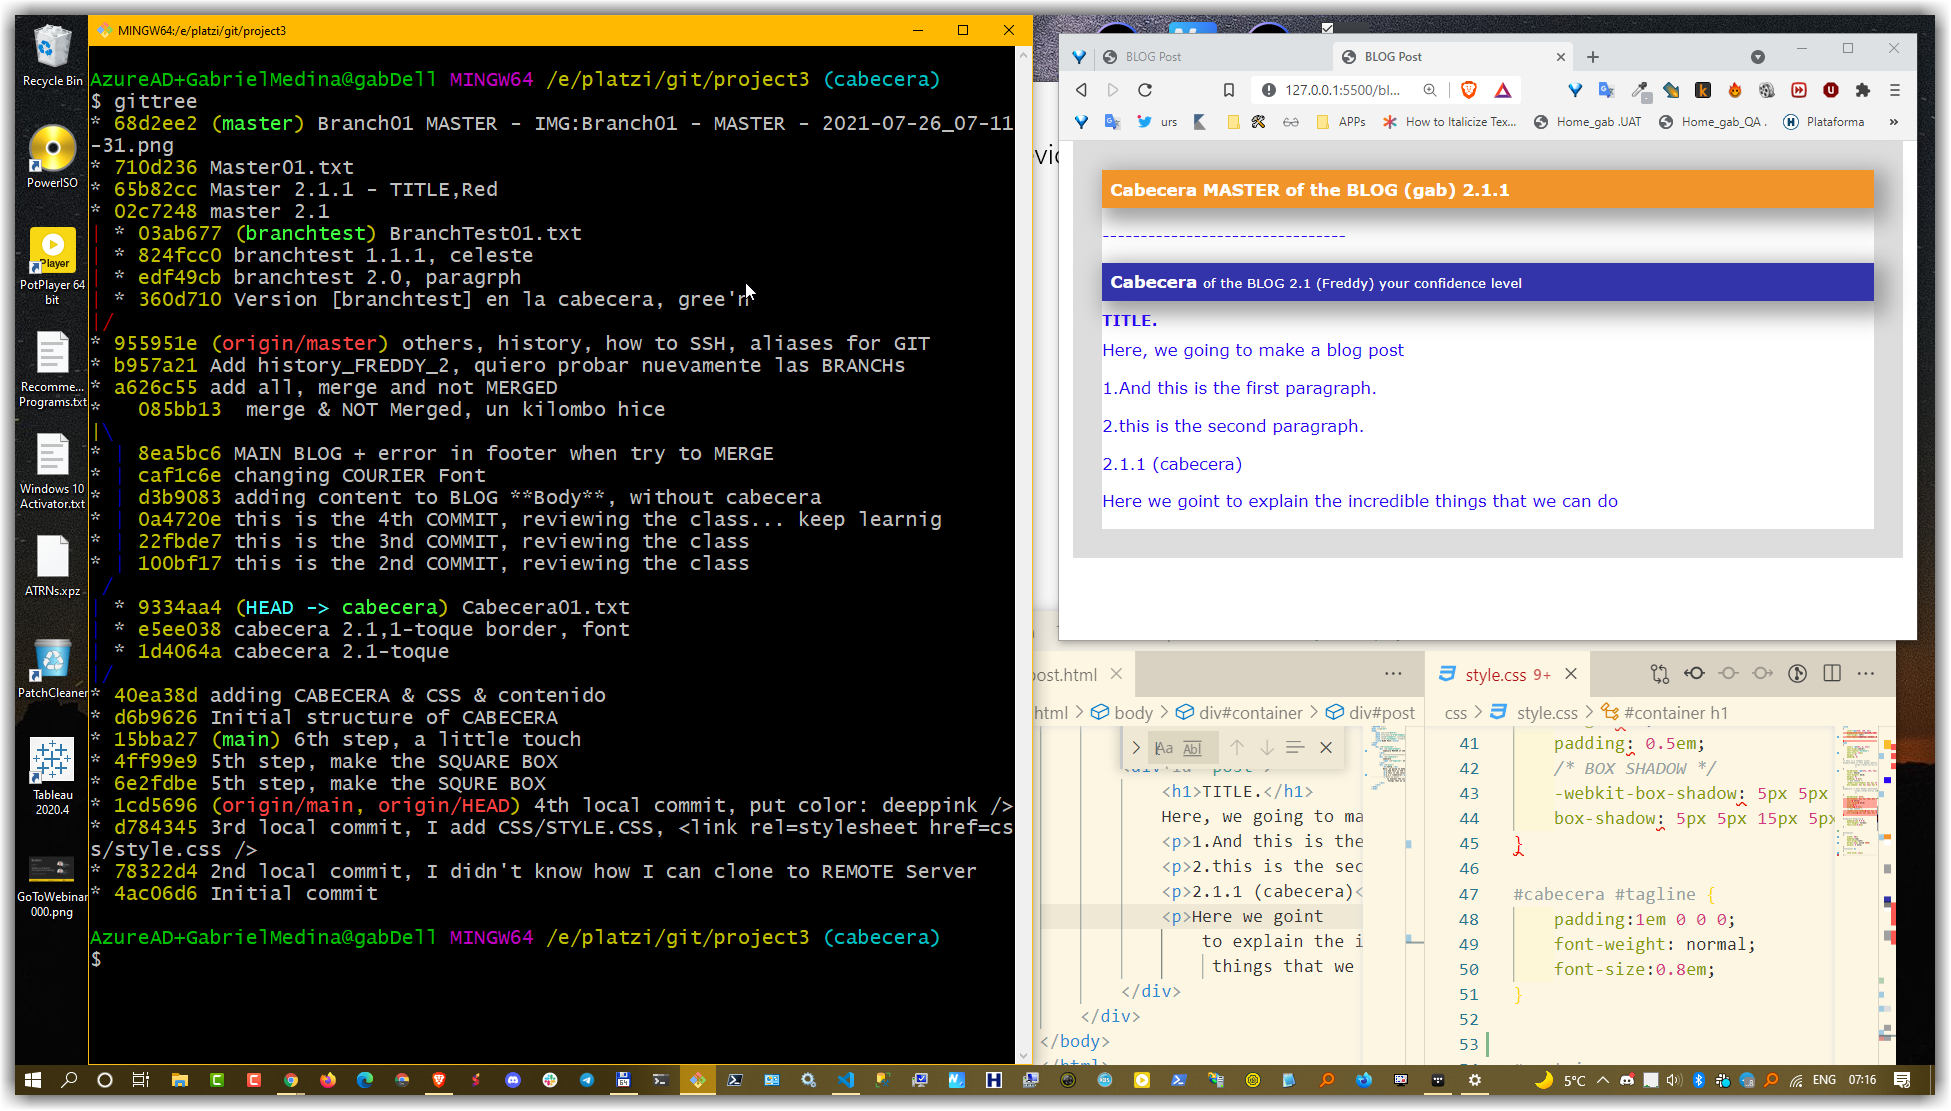 Recycle Bin
PowerISO
Player
PotPlayer 64
bit
Recomme...
Programs.txt
Windows 10
Activator.txt
ATRNs.xpz
PatchCleaner
Tableau
2020.4
GoToWebinar
000.png
MINGW64:/e/platzi/git/project3
AzureAD+GabrielMedina@gabDell MINGW64 /e/platzi/git/project3 (cabecera)
$ gittree
* 68d2ee2 (master) Branch01 MASTER - IMG:Branch01 - MASTER - 2021-07-26_07-11
-31.png
* 710d236 Master01.txt
* 65b82cc Master 2.1.1 - TITLE,Red
* 02c7248 master 2.1
| * 03ab677 (branchtest) BranchTest01.txt
| * 824fcc0 branchtest 1.1.1, celeste
| * edf49cb branchtest 2.0, paragrph
| * 360d710 Version [branchtest] en la cabecera, gree'n
|/
* 955951e (origin/master) others, history, how to SSH, aliases for GIT
* b957a21 Add history_FREDDY_2, quiero probar nuevamente las BRANCHs
* a626c55 add all, merge and not MERGED
*   085bb13  merge & NOT Merged, un kilombo hice
|\
* | 8ea5bc6 MAIN BLOG + error in footer when try to MERGE
* | caf1c6e changing COURIER Font
* | d3b9083 adding content to BLOG **Body**, without cabecera
* | 0a4720e this is the 4th COMMIT, reviewing the class... keep learnig
* | 22fbde7 this is the 3nd COMMIT, reviewing the class
* | 100bf17 this is the 2nd COMMIT, reviewing the class
 /
| * 9334aa4 (HEAD -> cabecera) Cabecera01.txt
| * e5ee038 cabecera 2.1,1-toque border, font
| * 1d4064a cabecera 2.1-toque
|/
* 40ea38d adding CABECERA & CSS & contenido
* d6b9626 Initial structure of CABECERA
* 15bba27 (main) 6th step, a little touch
* 4ff99e9 5th step, make the SQUARE BOX
* 6e2fdbe 5th step, make the SQURE BOX
* 1cd5696 (origin/main, origin/HEAD) 4th local commit, put color: deeppink />
* d784345 3rd local commit, I add CSS/STYLE.CSS, <link rel=stylesheet href=cs
s/style.css />
* 78322d4 2nd local commit, I didn't know how I can clone to REMOTE Server
* 4ac06d6 Initial commit
AzureAD+GabrielMedina@gabDell MINGW64 /e/platzi/git/project3 (cabecera)
$
BLOG Post
BLOG Post
127.0.0.1:5500/bl...
urs
APPs
How to Italicize Tex...
Home_gab .UAT
Home_gab_QA .
Plataforma
»
Cabecera MASTER of the BLOG (gab) 2.1.1
--------------------------------
Cabecera of the BLOG 2.1 (Freddy) your confidence level
TITLE.
Here, we going to make a blog post
1.And this is the first paragraph.
2.this is the second paragraph.
2.1.1 (cabecera)
Here we goint to explain the incredible things that we can do
ost.html
html > body > div#container > div#post
Aa Abl
<h1>TITLE.</h1>
Here, we going to ma
<p>1.And this is the
<p>2.this is the sec
<p>2.1.1 (cabecera)<
<p>Here we goint
to explain the i
things that we
</div>
</div>
</body>
style.css 9+
css > style.css > #container h1
41 padding: 0.5em;
42 /* BOX SHADOW */
43 -webkit-box-shadow: 5px 5px
44 box-shadow: 5px 5px 15px 5px
45 }
46
47 #cabecera #tagline {
48 padding:1em 0 0 0;
49 font-weight: normal;
50 font-size:0.8em;
51 }
52
53
5°C
ENG
07:16